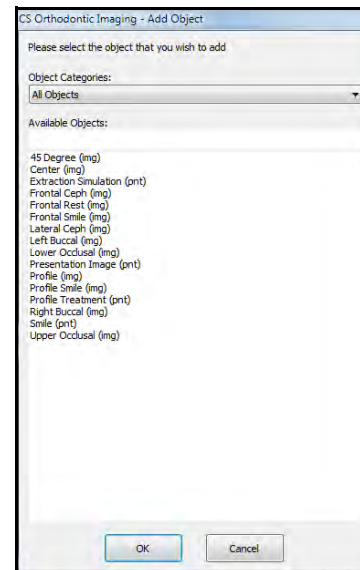 CS Orthodontic Imaging - Add Object
Please select the object that you wish to add
Object Categories:
All Objects
Available Objects:
45 Degree (img)
Center (img)
Extraction Simulation (pnt)
Frontal Ceph (img)
Frontal Rest (img)
Frontal Smile (img)
Lateral Ceph (img)
Left Buccal (img)
Lower Occlusal (img)
Presentation Image (pnt)
Profile (img)
Profile Smile (img)
Profile Treatment (pnt)
Right Buccal (img)
Smile (pnt)
Upper Occlusal (img)
OK
Cancel